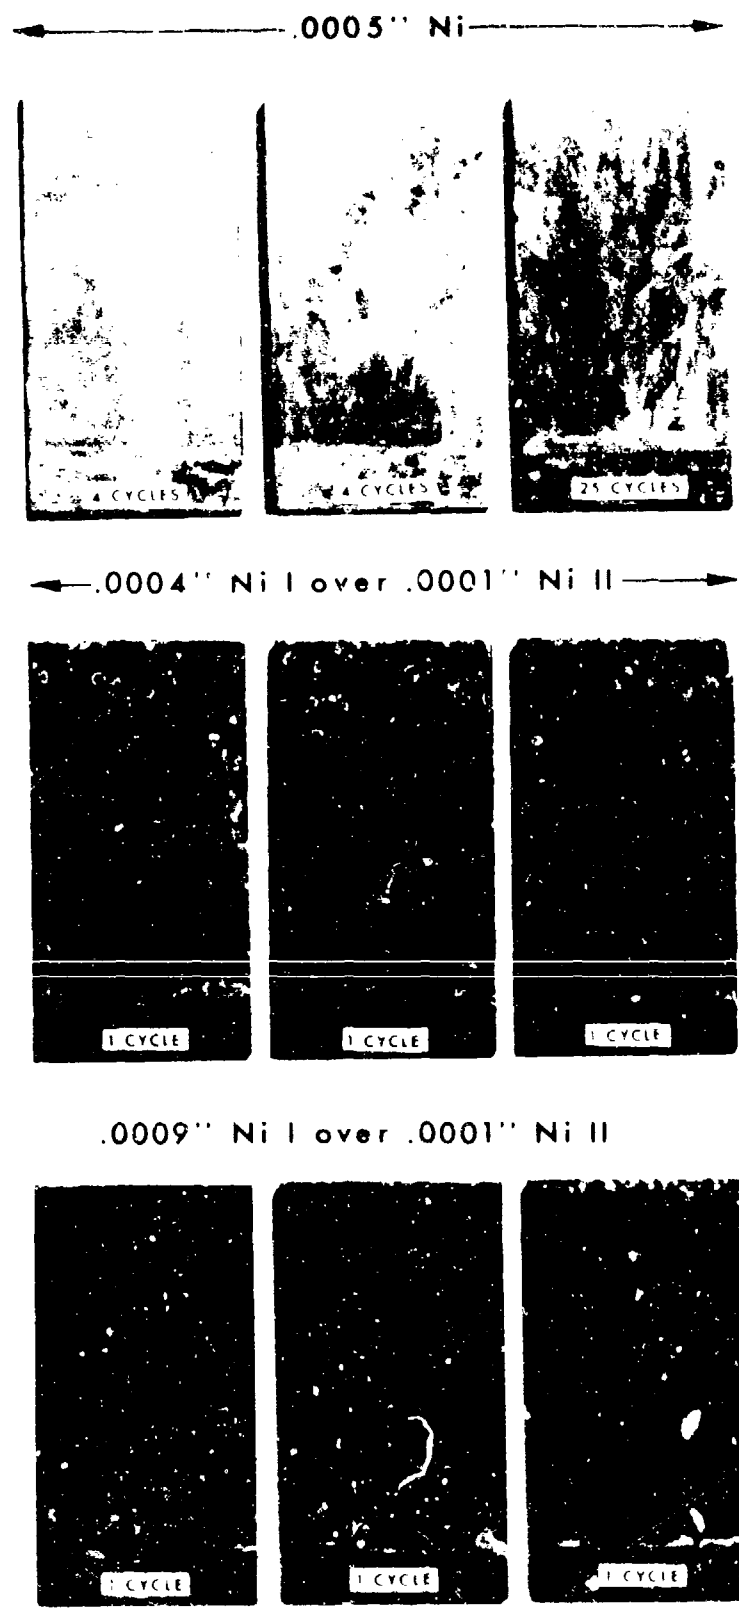 .0005'' Ni
4 CYCLES
4 CYCLES
25 CYCLES
.0004'' Ni I over .0001'' Ni II
1 CYCLE
1 CYCLE
1 CYCLE
.0009'' Ni I over .0001'' Ni II
1 CYCLE
1 CYCLE
1 CYCLE